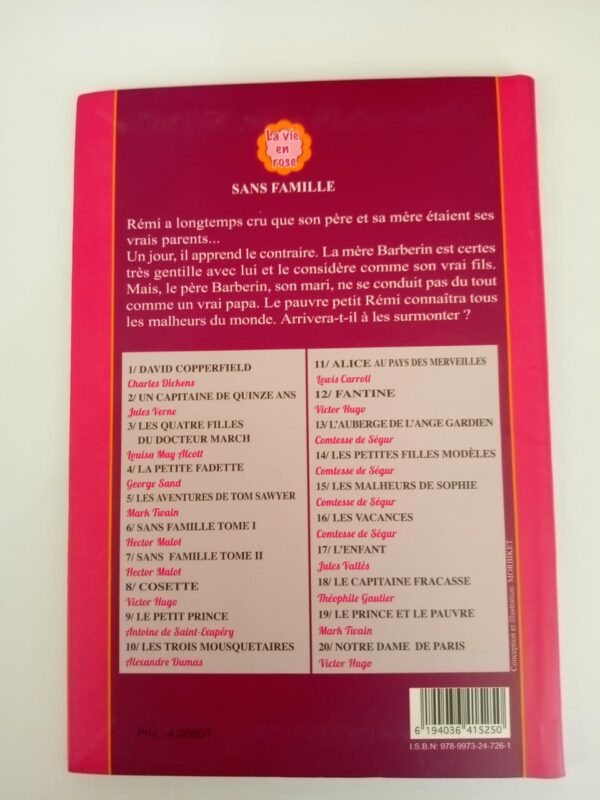 La vie
en
rose
SANS FAMILLE
Rémi a longtemps cru que son père et sa mère étaient ses
vrais parents...
Un jour, il apprend le contraire. La mère Barberin est certes
très gentille avec lui et le considère comme son vrai fils.
Mais, le père Barberin, son mari, ne se conduit pas du tout
comme un vrai papa. Le pauvre petit Rémi connaîtra tous
les malheurs du monde. Arrivera-t-il à les surmonter ?
1/ DAVID COPPERFIELD
Charles Dickens
2/ UN CAPITAINE DE QUINZE ANS
Jules Verne
3/ LES QUATRE FILLES
DU DOCTEUR MARCH
Louisa May Alcott
4/ LA PETITE FADETTE
George Sand
5/ LES AVENTURES DE TOM SAWYER
Mark Twain
6/ SANS FAMILLE TOME I
Hector Malot
7/ SANS FAMILLE TOME II
Hector Malot
8/ COSETTE
Victor Hugo
9/ LE PETIT PRINCE
Antoine de Saint-Exupéry
10/ LES TROIS MOUSQUETAIRES
Alexandre Dumas
11/ ALICE AU PAYS DES MERVEILLES
Lewis Carroll
12/ FANTINE
Victor Hugo
13/ L'AUBERGE DE L'ANGE GARDIEN
Comtesse de Ségur
14/ LES PETITES FILLES MODÈLES
Comtesse de Ségur
15/ LES MALHEURS DE SOPHIE
Comtesse de Ségur
16/ LES VACANCES
Comtesse de Ségur
17/ L'ENFANT
Jules Vallès
18/ LE CAPITAINE FRACASSE
Théophile Gautier
19/ LE PRINCE ET LE PAUVRE
Mark Twain
20/ NOTRE DAME DE PARIS
Victor Hugo
Conception et illustration: MORBIKET
Prix : 4 000DT
6 194036 415250
I.S.B.N: 978-9973-24-726-1